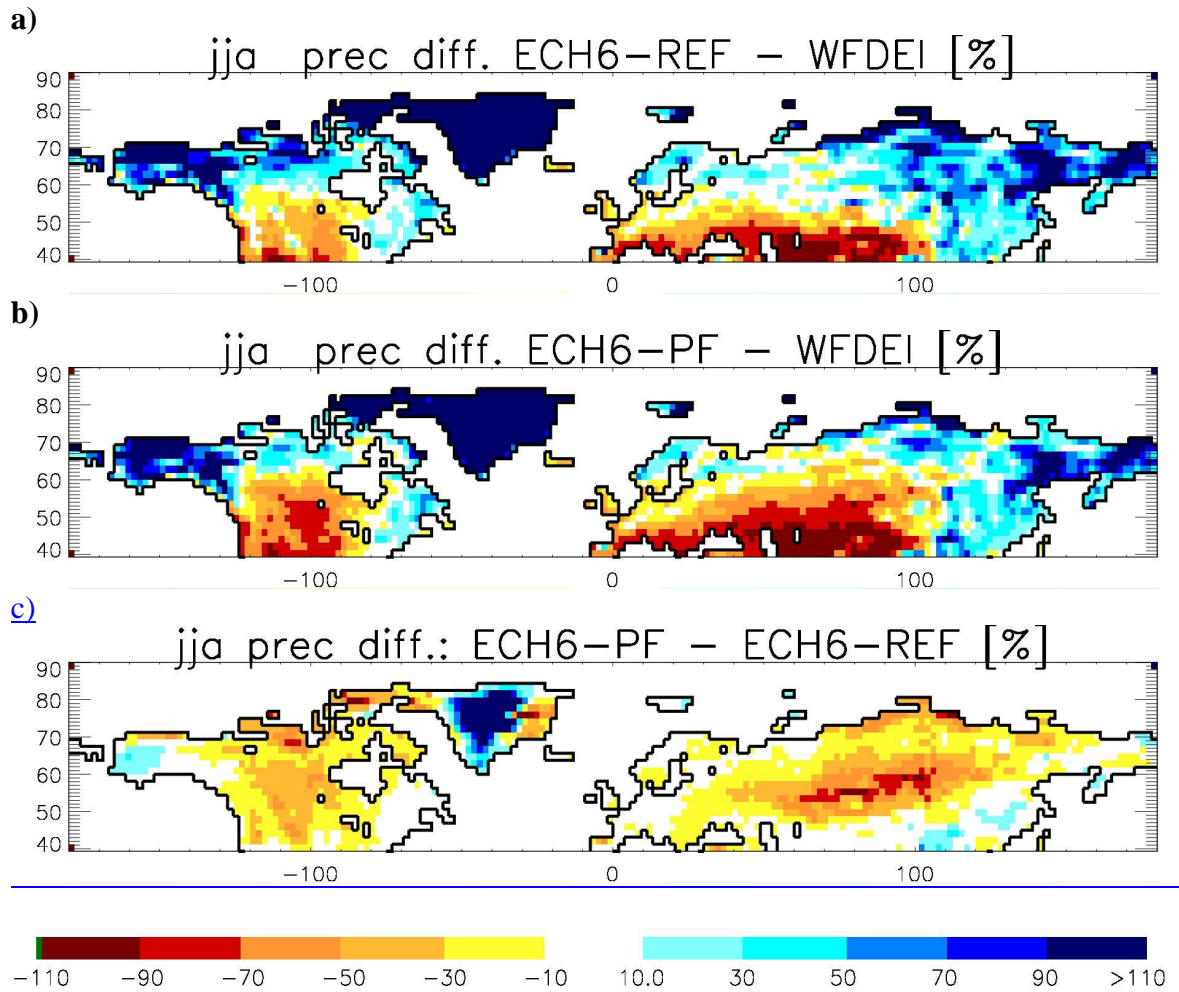 a)
jja prec diff. ECH6-REF - WFDEI [%]
90
80
70
60
50
40
-100 0 100
b)
jja prec diff. ECH6-PF - WFDEI [%]
90
80
70
60
50
40
-100 0 100
c)
jja prec diff.: ECH6-PF - ECH6-REF [%]
90
80
70
60
50
40
-100 0 100
-110 -90 -70 -50 -30 -10 10.0 30 50 70 90 >110